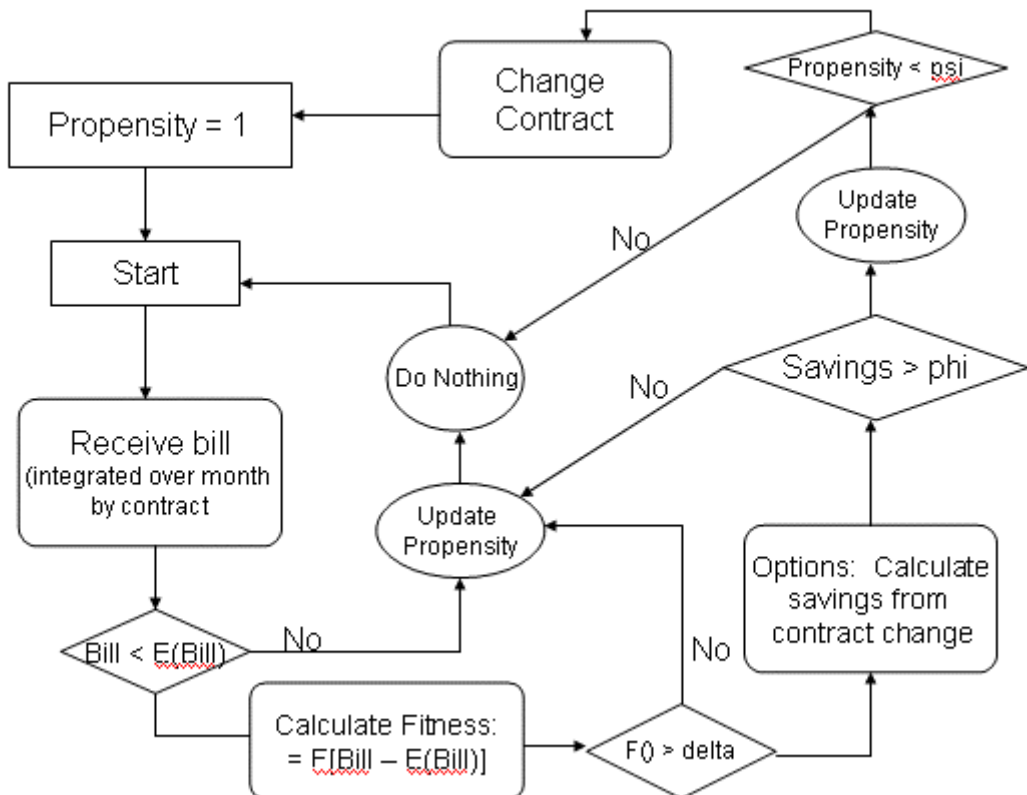 Propensity < psi
Change
Contract
Propensity = 1
Update
Propensity
No
Start
Do Nothing
Savings > phi
No
Receive bill
(integrated over month
by contract
Update
Propensity
Options: Calculate
savings from
contract change
No
Bill < E(Bill)
No
Calculate Fitness:
= F[Bill – E(Bill)]
F() > delta